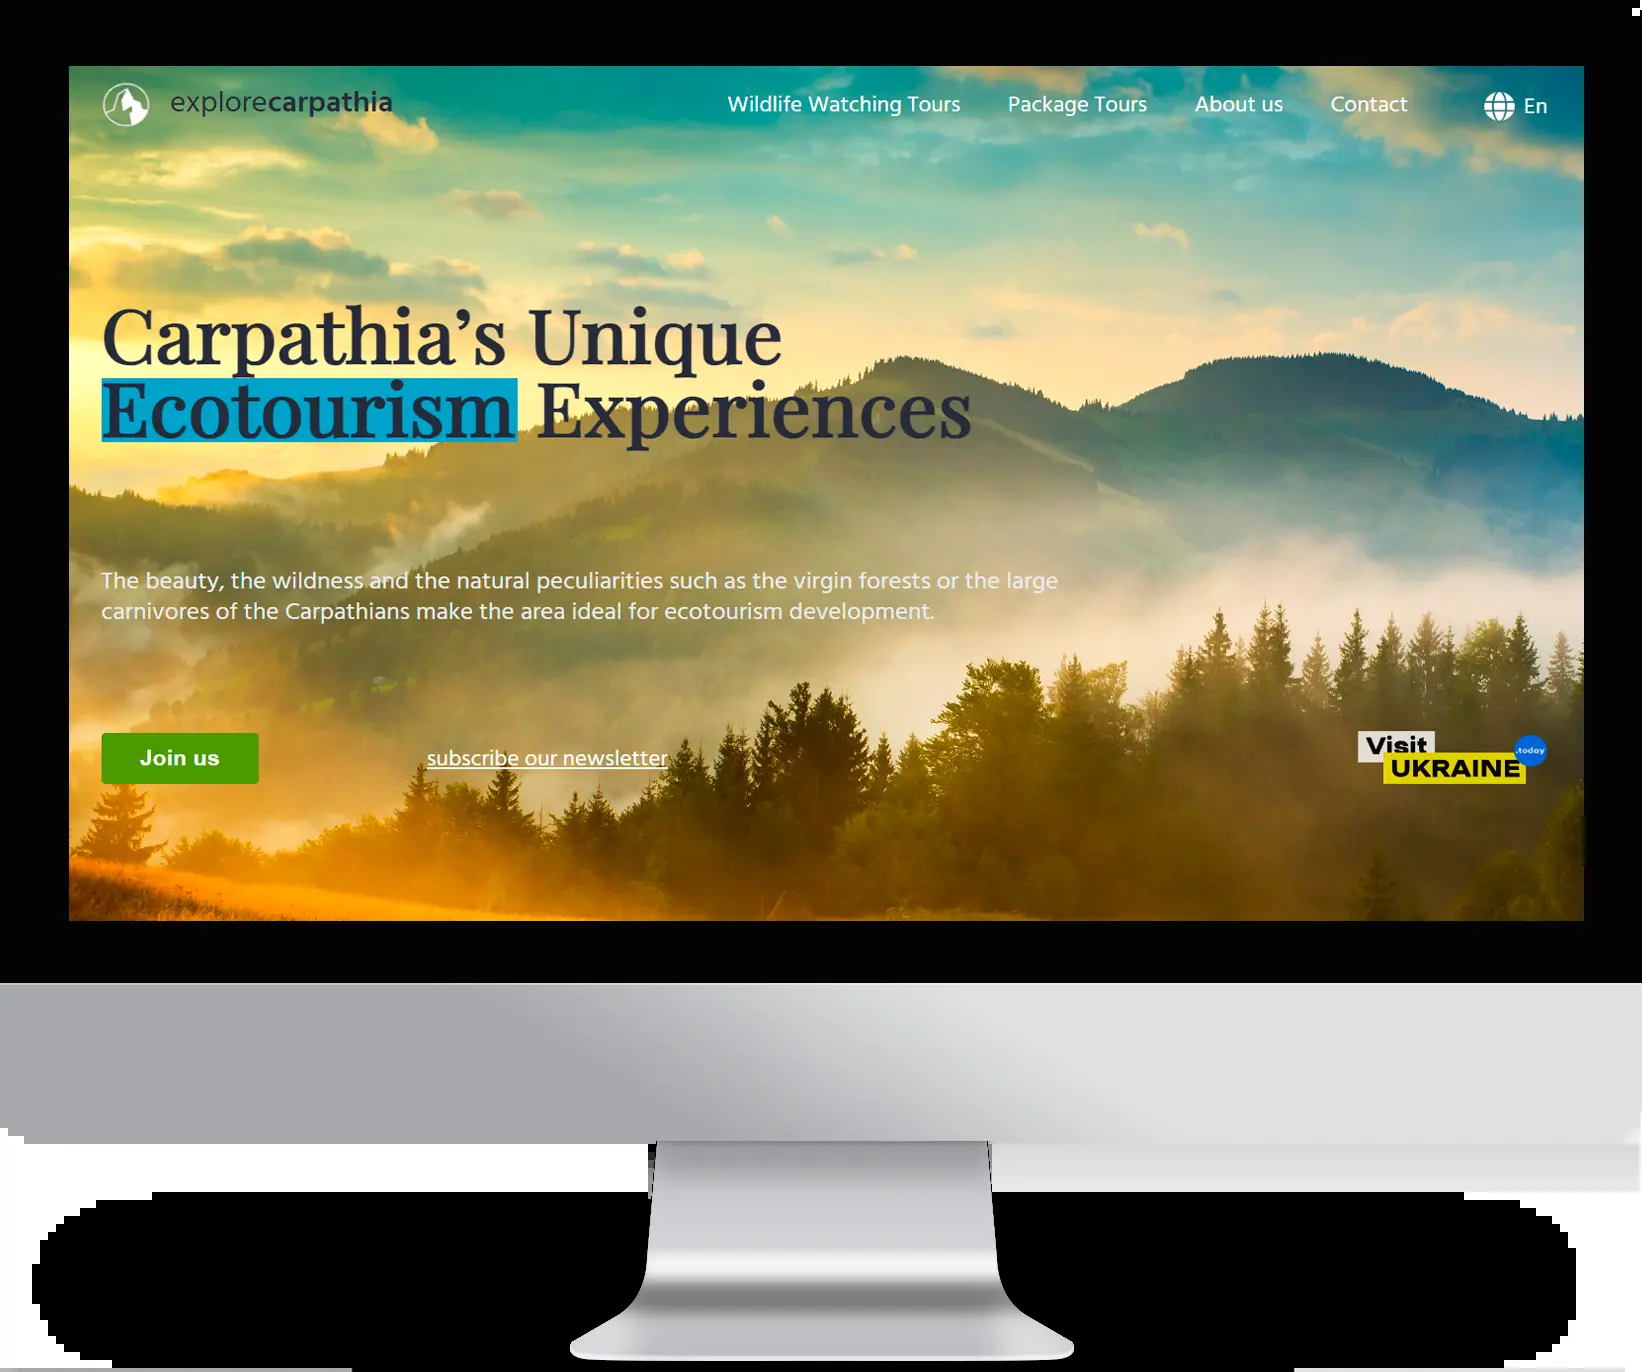 explorecarpathia
Wildlife Watching Tours
Package Tours
About us
Contact
En
Carpathia's Unique
Ecotourism Experiences
The beauty, the wildness and the natural peculiarities such as the virgin forests or the large
carnivores of the Carpathians make the area ideal for ecotourism development.
Join us
subscribe our newsletter
Visit
.today
UKRAINE